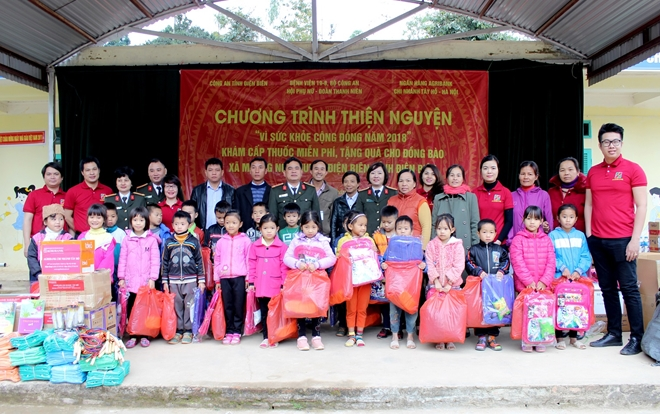 CÔNG AN TỈNH ĐIỆN BIÊN
BỆNH VIỆN 19-8, BỘ CÔNG AN
HỘI PHỤ NỮ - ĐOÀN THANH NIÊN
NGÂN HÀNG AGRIBANK
CHI NHÁNH TÂY HỒ - HÀ NỘI
CHƯƠNG TRÌNH THIỆN NGUYỆN
"VÌ SỨC KHỎE CỘNG ĐỒNG NĂM 2018"
KHÁM CẤP THUỐC MIỄN PHÍ, TẶNG QUÀ CHO ĐỒNG BÀO
XÃ MƯỜNG N ĐIỆN BIÊN